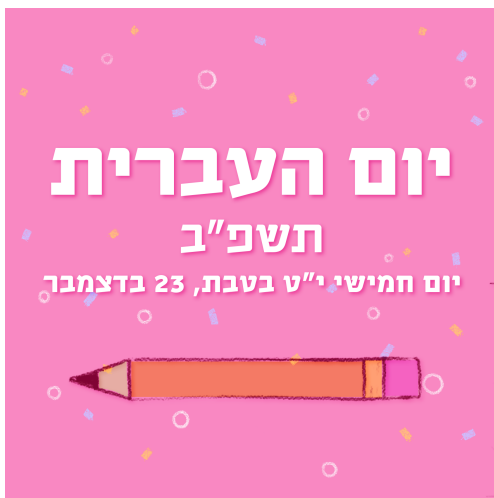 יום העברית
תשפ"ב
יום חמישי י"ט בטבת, 23 בדצמבר